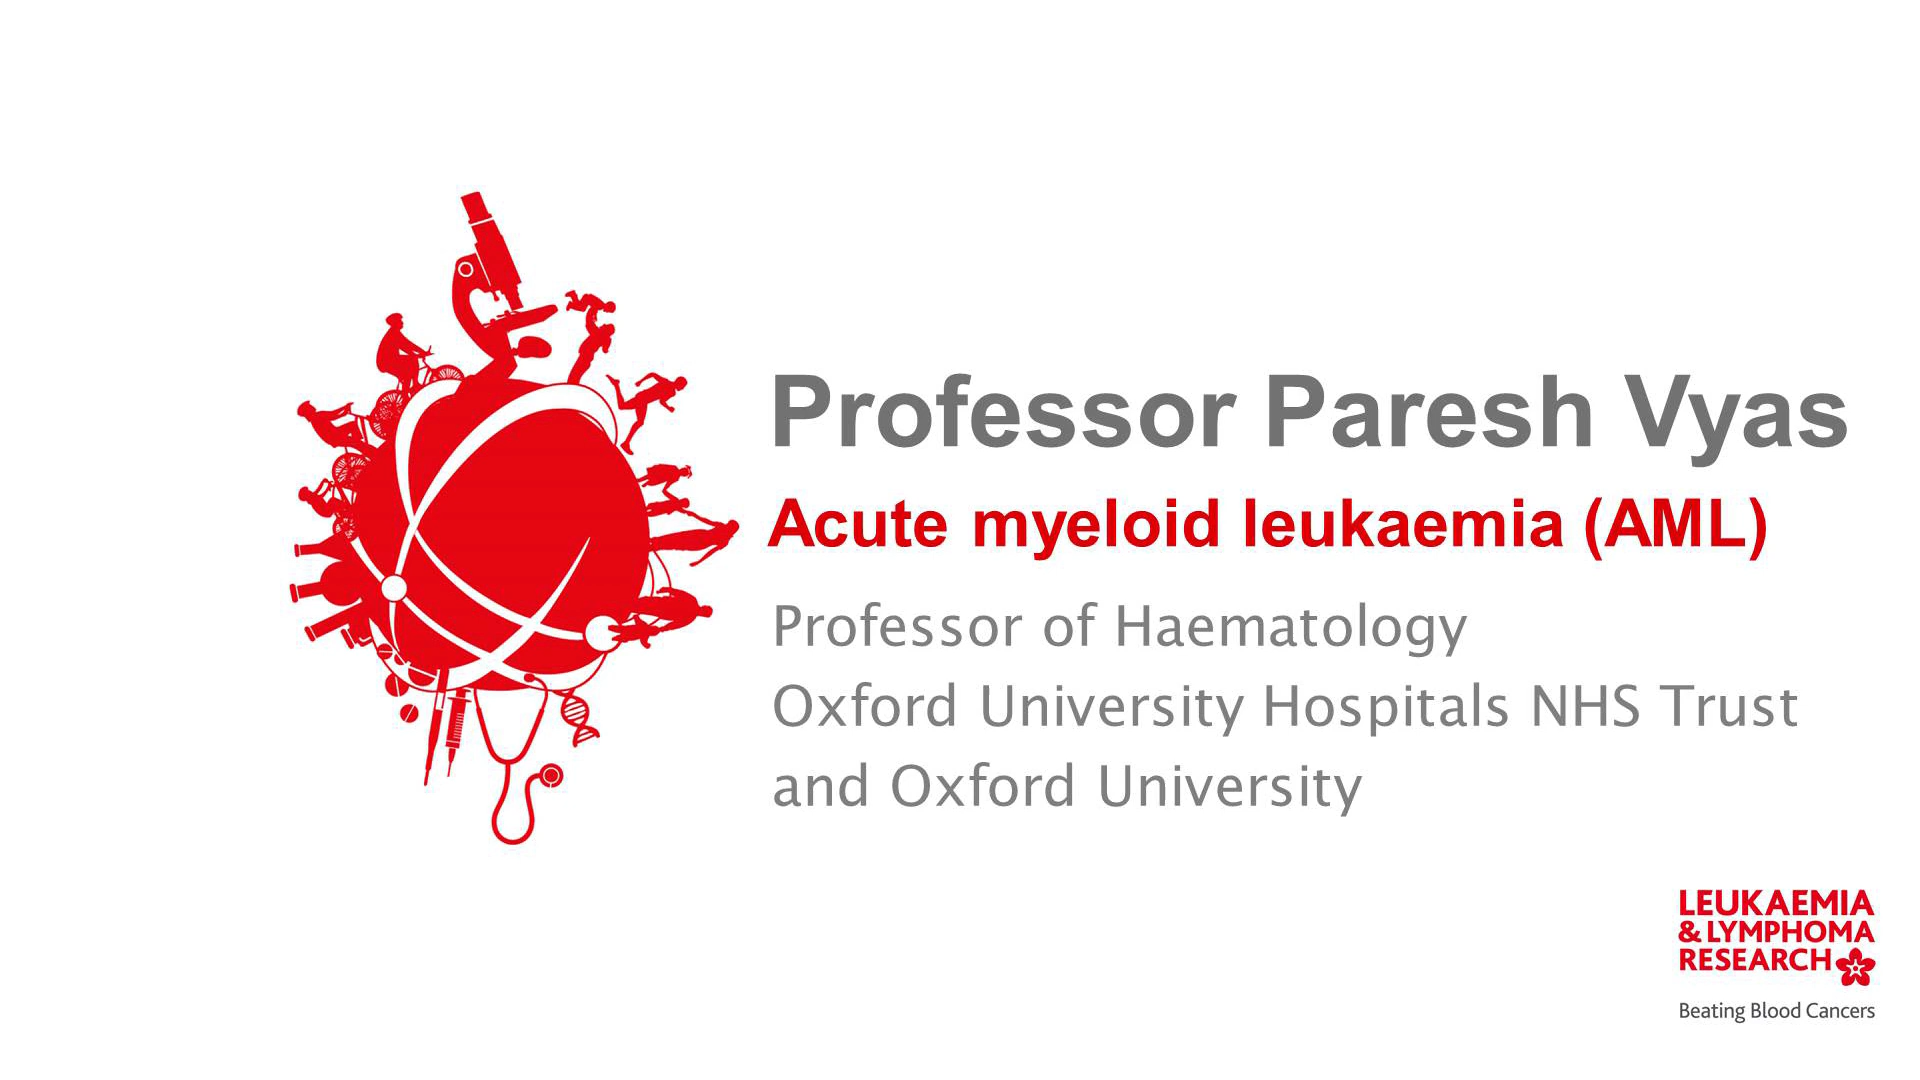 Professor Paresh Vyas
Acute myeloid leukaemia (AML)
Professor of Haematology
Oxford University Hospitals NHS Trust
and Oxford University
LEUKAEMIA
& LYMPHOMA
RESEARCH
Beating Blood Cancers